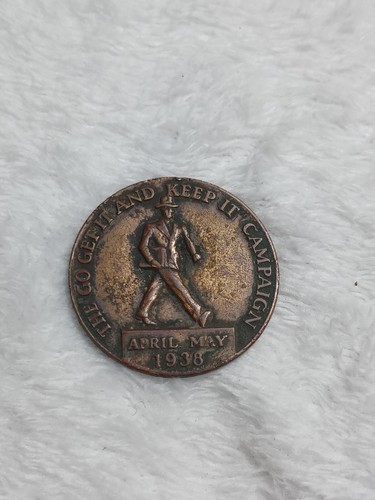 THE GO GET IT AND KEEP IT CAMPAIGN
APRIL MAY
1938